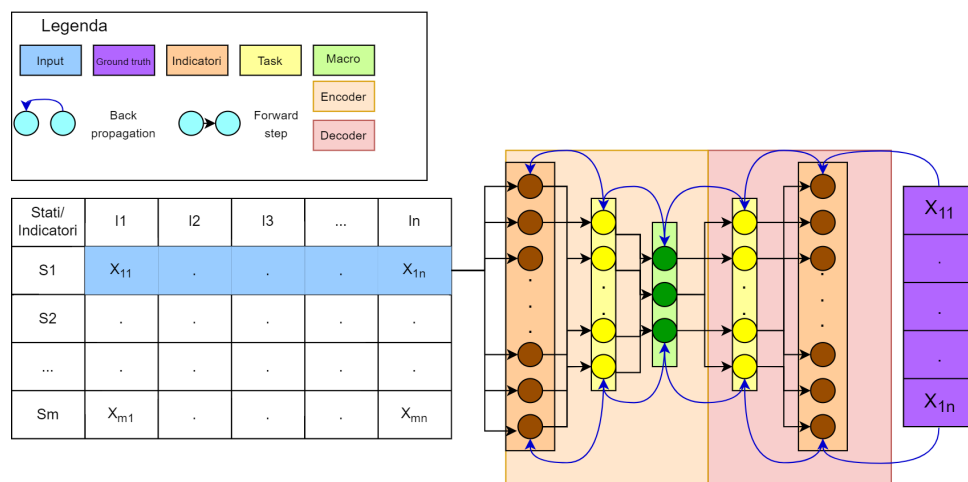 Legenda
Input
Ground truth
Indicatori
Task
Macro
Encoder
Back
propagation
Forward
step
Decoder
Stati/
Indicatori
I1
I2
I3
...
In
S1
X11
.
.
.
X1n
S2
.
.
.
.
.
...
.
.
.
.
.
Sm
Xm1
.
.
.
Xmn
X11
.
.
.
X1n